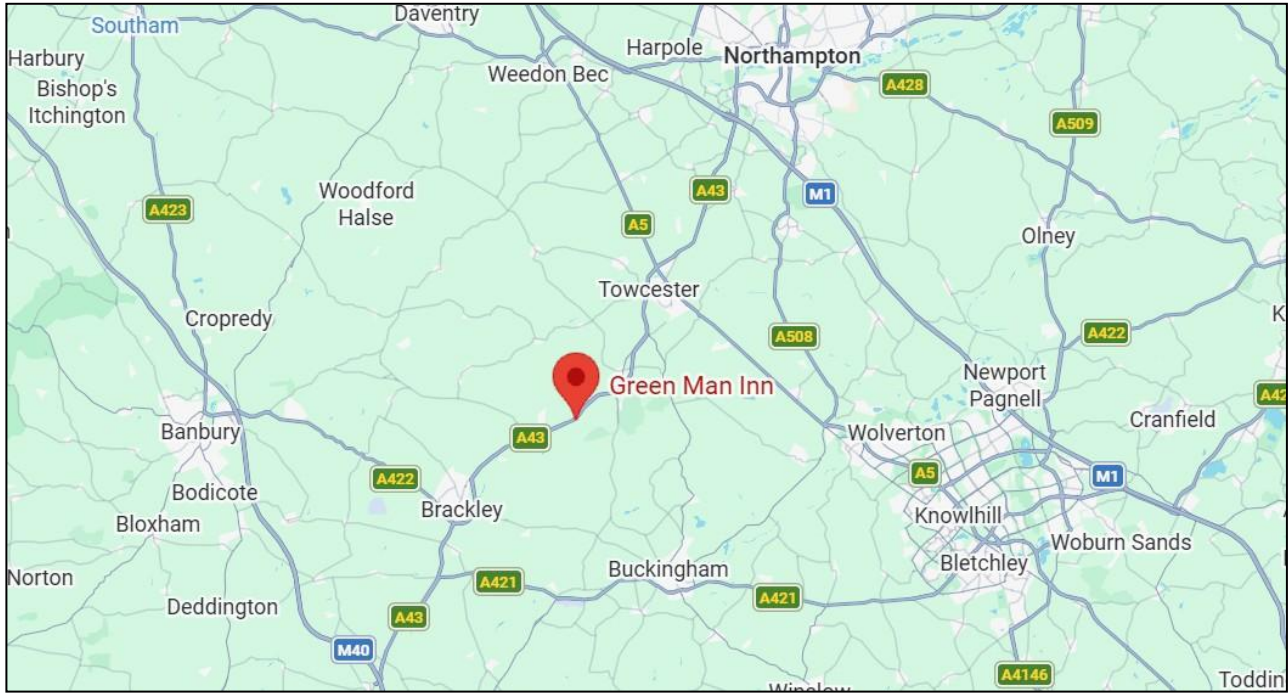 Southam
Daventry
Harpole
Northampton
Harbury
Bishop's
Itchington
Weedon Bec
A428
A509
Woodford
Halse
A43
M1
A423
A5
Olney
Towcester
Cropredy
A508
A422
Newport
Pagnell
Green Man Inn
Cranfield
Banbury
A43
Wolverton
A422
A5
M1
Bodicote
Brackley
Knowlhill
Bloxham
Woburn Sands
Norton
A421
Buckingham
Bletchley
A421
Deddington
A43
M40
A4146
Toddin